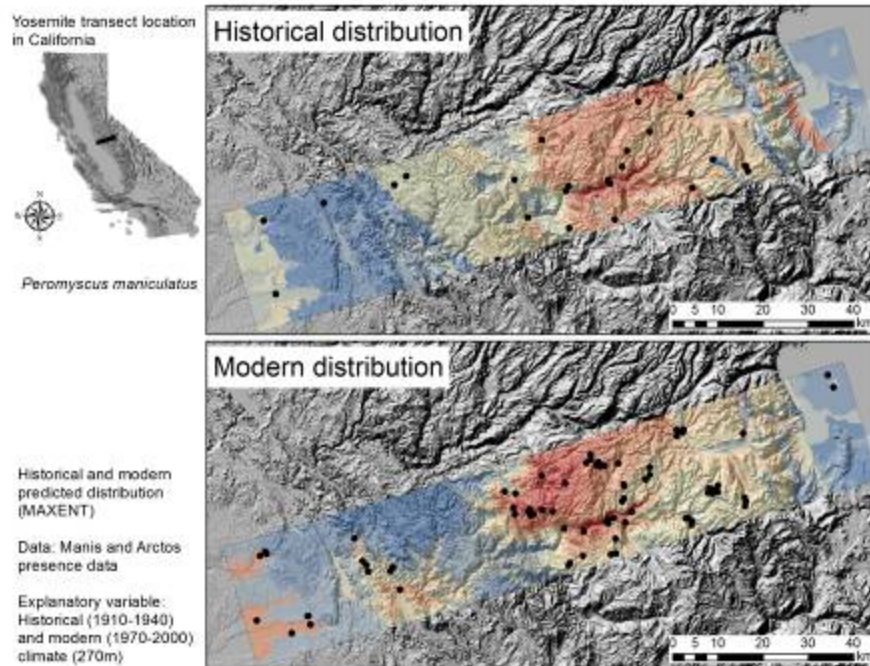 Yosemite transect location
in California
Peromyscus maniculatus
Historical distribution
0 5 10 20 30 40
km
Modern distribution
0 5 10 20 30 40
km
Historical and modern
predicted distribution
(MAXENT)
Data: Manis and Arctos
presence data
Explanatory variable:
Historical (1910-1940)
and modern (1970-2000)
climate (270m)